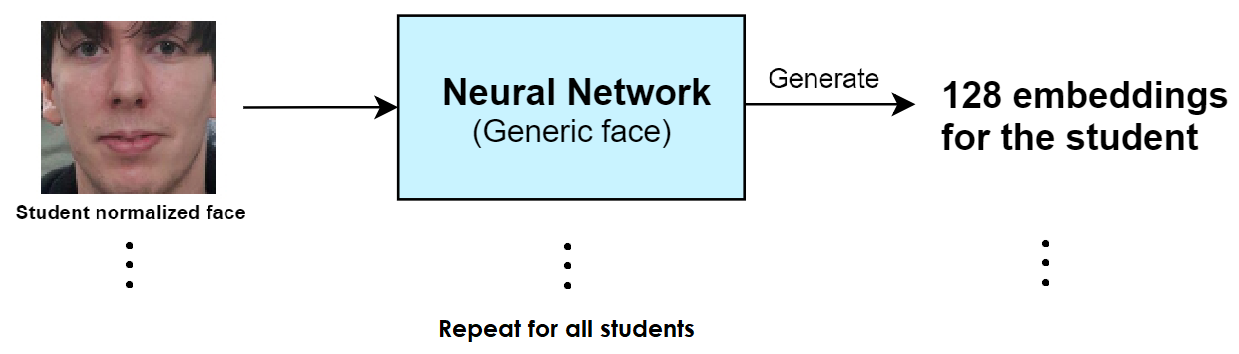 Neural Network
(Generic face)
Generate
128 embeddings
for the student
Student normalized face
Repeat for all students